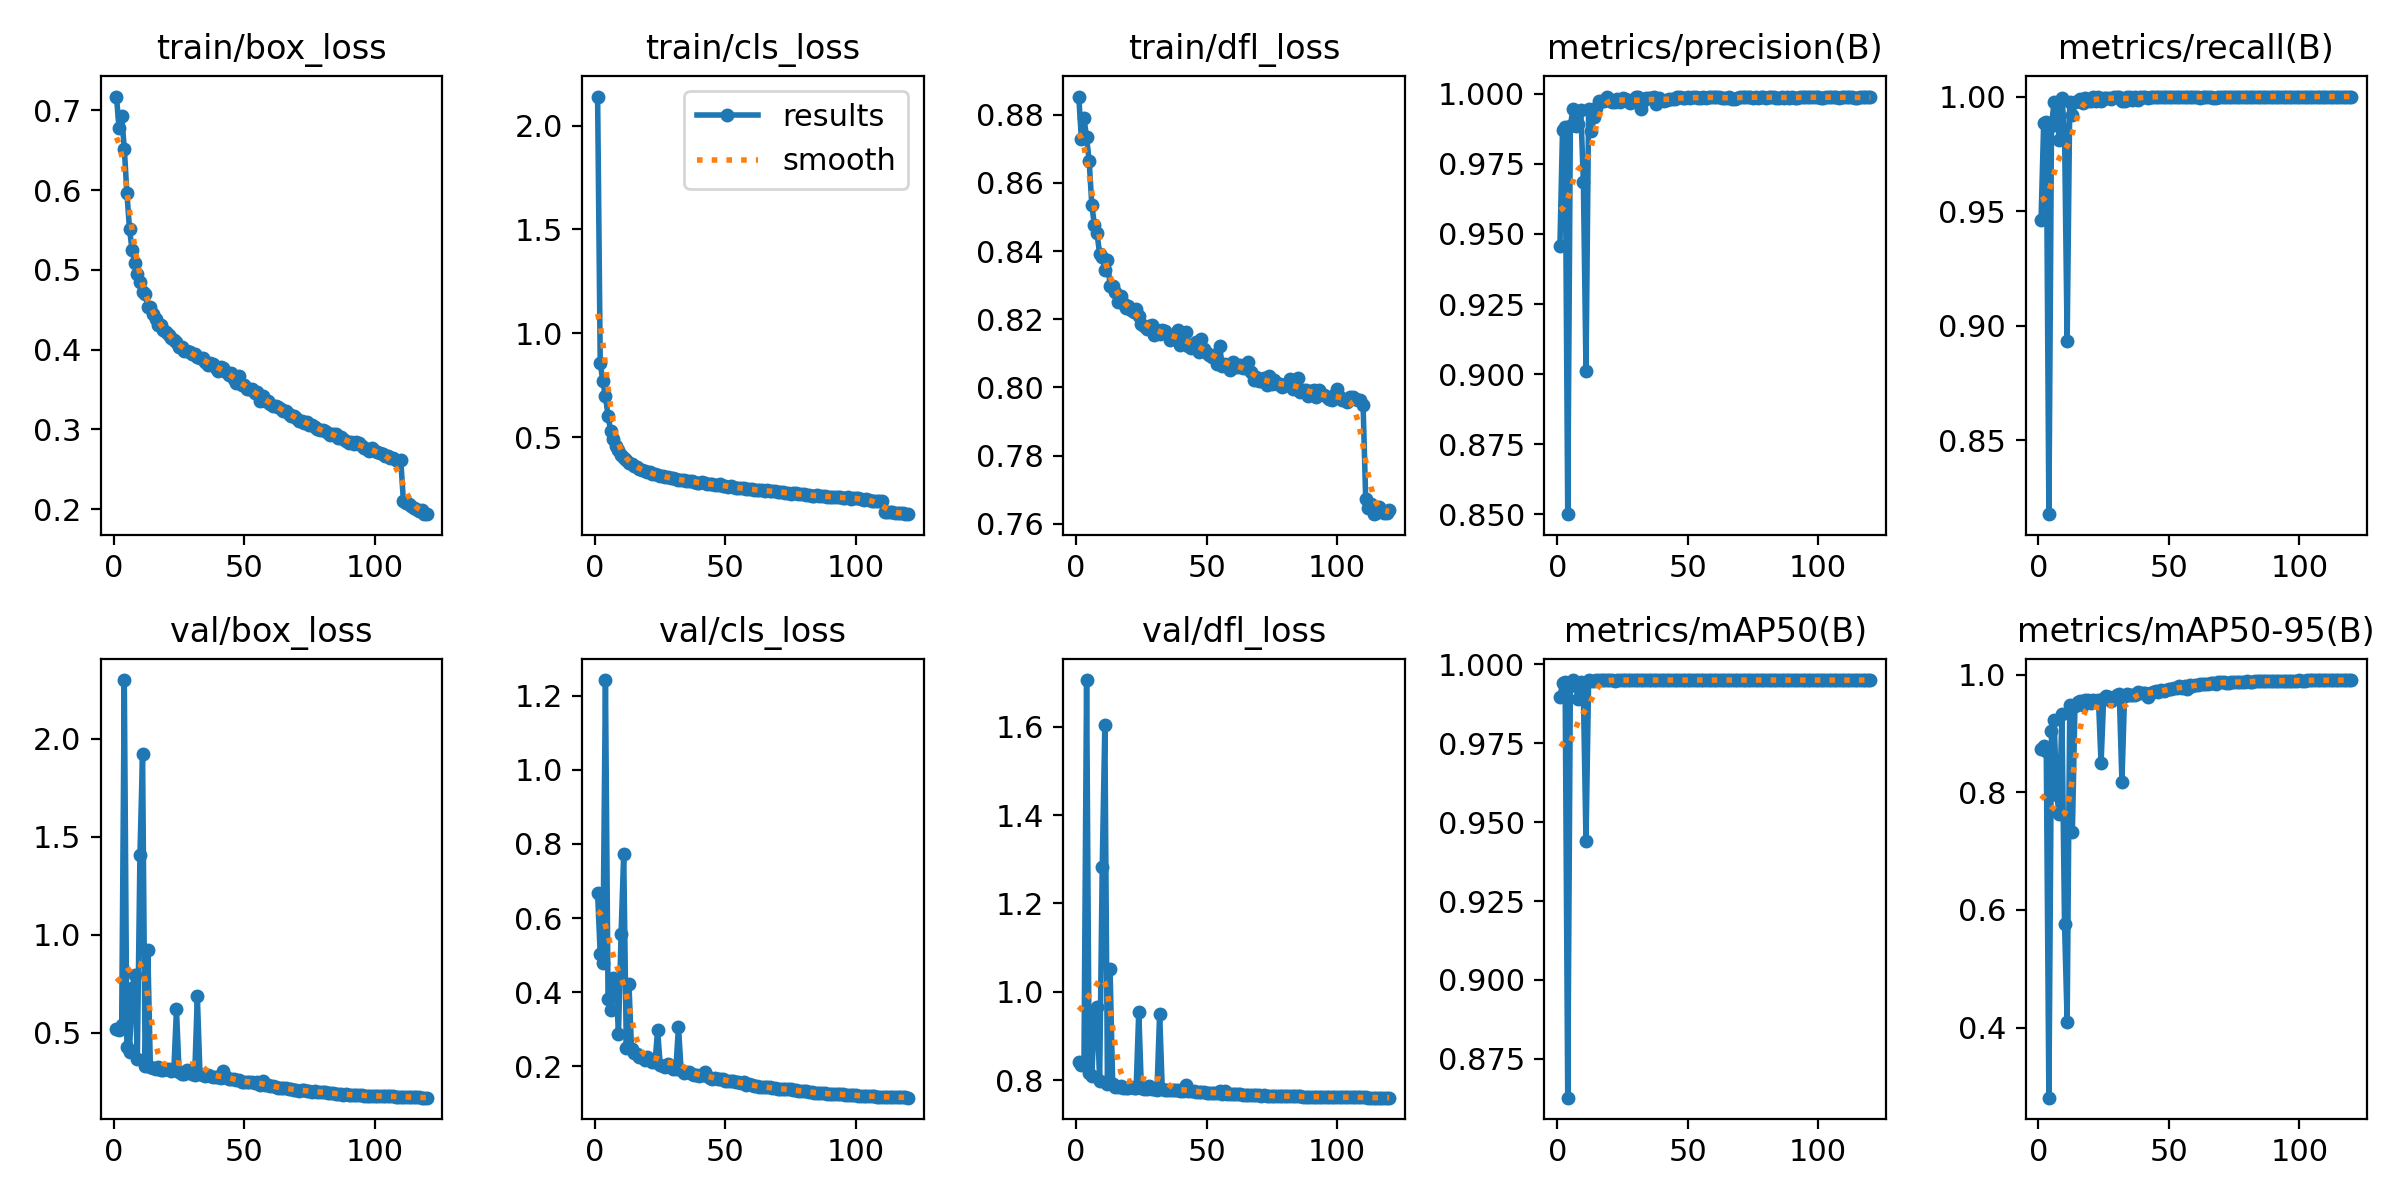 train/box_loss
0.7
0.6
0.5
0.4
0.3
0.2
0 50 100
train/cls_loss
results
smooth
2.0
1.5
1.0
0.5
0 50 100
train/dfl_loss
0.88
0.86
0.84
0.82
0.80
0.78
0.76
0 50 100
metrics/precision(B)
1.000
0.975
0.950
0.925
0.900
0.875
0.850
0 50 100
metrics/recall(B)
1.00
0.95
0.90
0.85
0 50 100
val/box_loss
2.0
1.5
1.0
0.5
0 50 100
val/cls_loss
1.2
1.0
0.8
0.6
0.4
0.2
0 50 100
val/dfl_loss
1.6
1.4
1.2
1.0
0.8
0 50 100
metrics/mAP50(B)
1.000
0.975
0.950
0.925
0.900
0.875
0 50 100
metrics/mAP50-95(B)
1.0
0.8
0.6
0.4
0 50 100